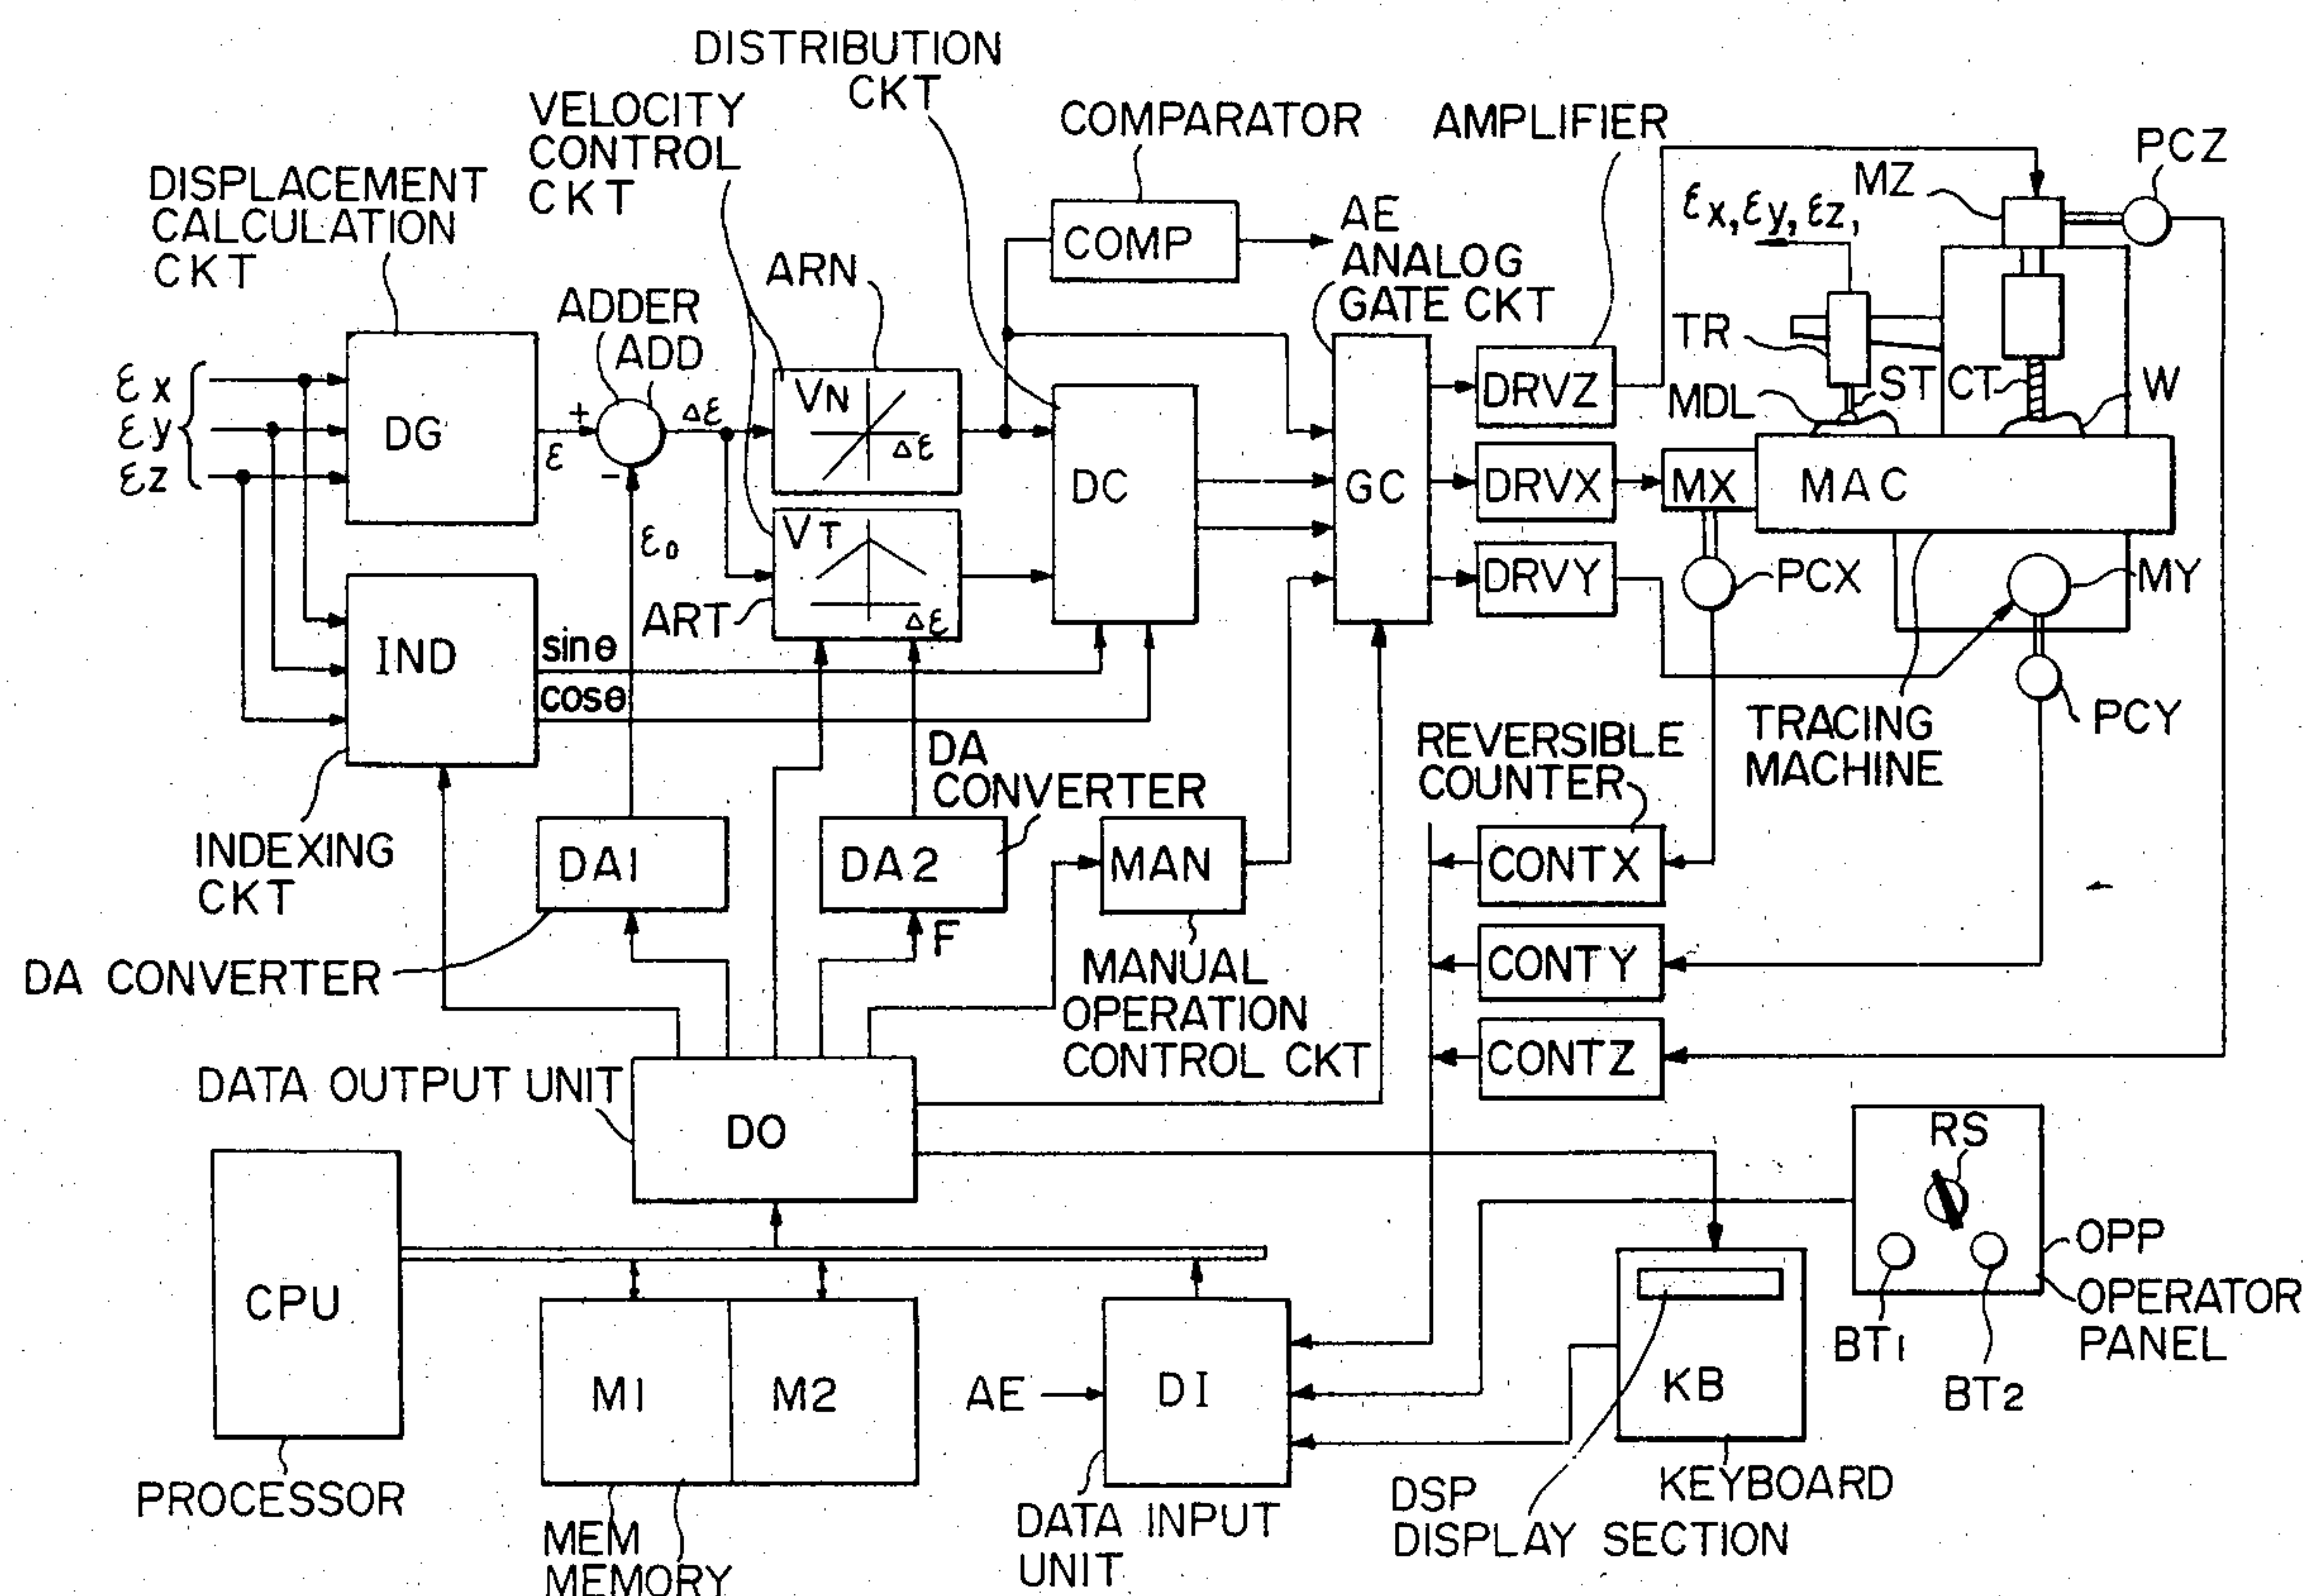 DISTRIBUTION
CKT
VELOCITY
CONTROL
CKT
COMPARATOR
AMPLIFIER
PCZ
DISPLACEMENT
CALCULATION
CKT
MZ
εx, εy, εz,
COMP
AE
ANALOG
GATE CKT
ARN
ADDER
ADD
TR
ST
CT
W
MDL
εx
εy
εz
DG
+
ε
-
Δε
VN
Δε
DC
GC
DRVZ
DRVX
DRVY
MX
MAC
ε0
VT
Δε
ART
PCX
MY
IND
sinθ
cosθ
PCY
TRACING
MACHINE
REVERSIBLE
COUNTER
DA
CONVERTER
INDEXING
CKT
DA1
DA2
MAN
CONTX
F
DA CONVERTER
MANUAL
OPERATION
CONTROL CKT
CONTY
CONTZ
DATA OUTPUT UNIT
DO
RS
OPP
OPERATOR
PANEL
BT1
BT2
CPU
PROCESSOR
M1
M2
MEM
MEMORY
AE
DI
DATA INPUT
UNIT
KB
KEYBOARD
DSP
DISPLAY SECTION